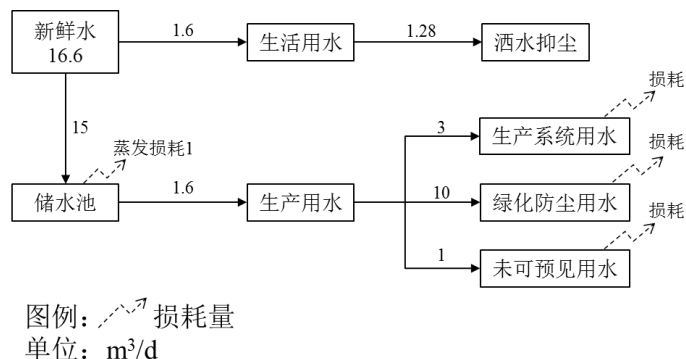 新鲜水
16.6
1.6
生活用水
1.28
洒水抑尘
15
蒸发损耗1
储水池
1.6
生产用水
3
生产系统用水
损耗
10
绿化防尘用水
损耗
1
未可预见用水
损耗
图例： 损耗量
单位：m³/d